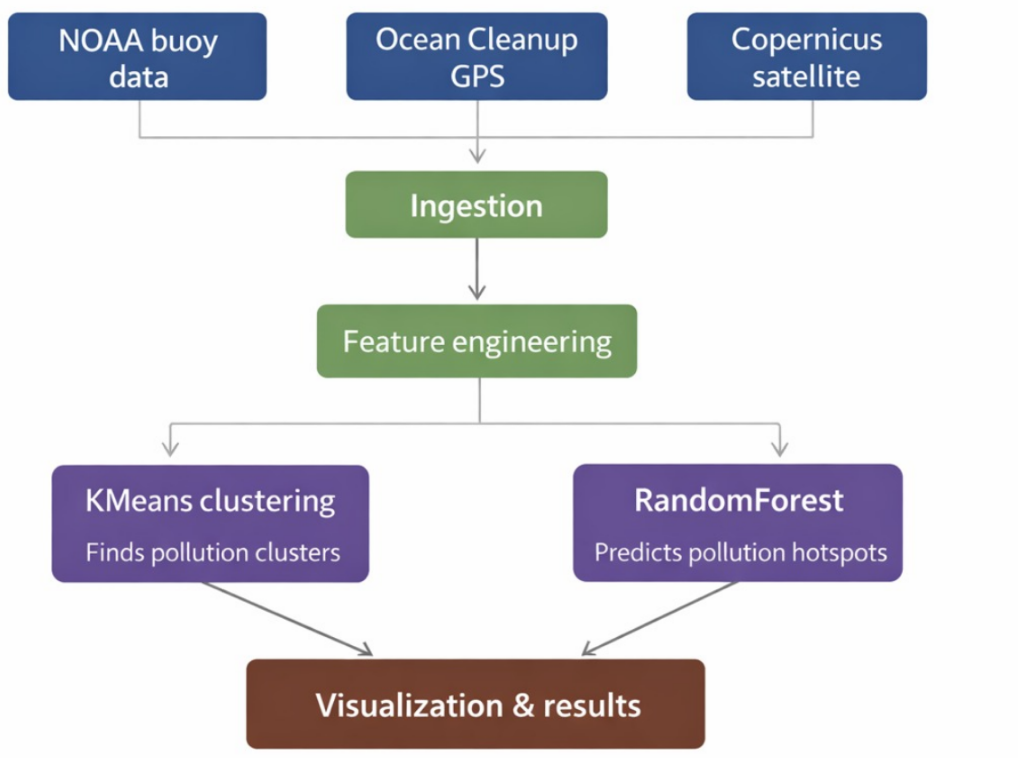 NOAA buoy
data
Ocean Cleanup
GPS
Copernicus
satellite
Ingestion
Feature engineering
KMeans clustering
Finds pollution clusters
RandomForest
Predicts pollution hotspots
Visualization & results